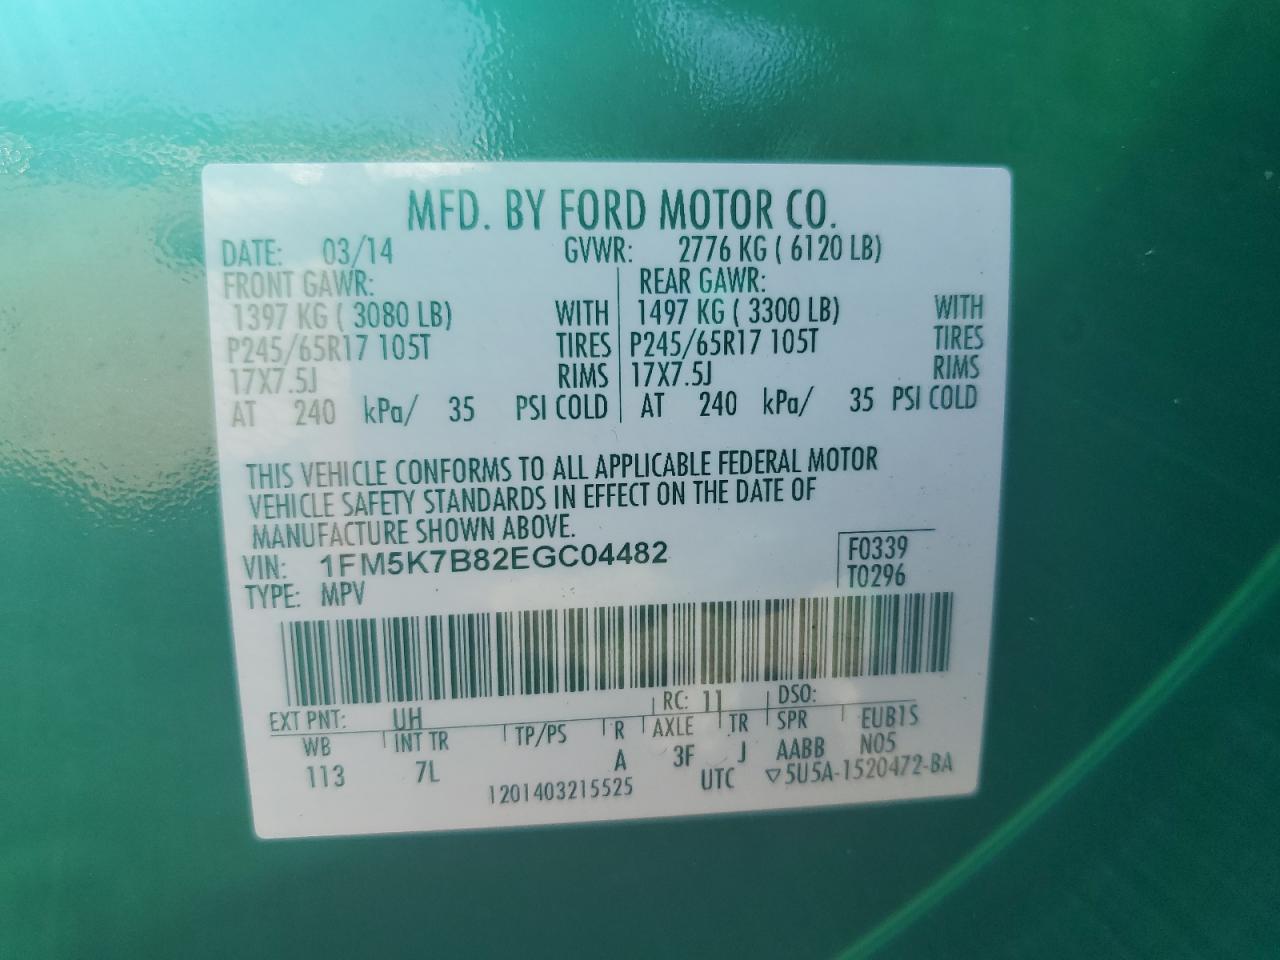 MFD. BY FORD MOTOR CO.
DATE: 03/14 GVWR: 2776 KG ( 6120 LB)
FRONT GAWR: REAR GAWR:
1397 KG ( 3080 LB) WITH 1497 KG ( 3300 LB) WITH
P245/65R17 105T TIRES P245/65R17 105T TIRES
17X7.5J RIMS 17X7.5J RIMS
AT 240 kPa/ 35 PSI COLD AT 240 kPa/ 35 PSI COLD
THIS VEHICLE CONFORMS TO ALL APPLICABLE FEDERAL MOTOR
VEHICLE SAFETY STANDARDS IN EFFECT ON THE DATE OF
MANUFACTURE SHOWN ABOVE.
VIN: 1FM5K7B82EGC04482 F0339
TYPE: MPV T0296
EXT PNT: UH RC: 11 DSO:
WB INT TR TP/PS R AXLE TR SPR EUB1S
113 7L A 3F J AABB N05
1201403215525 UTC ▽5U5A-1520472-BA